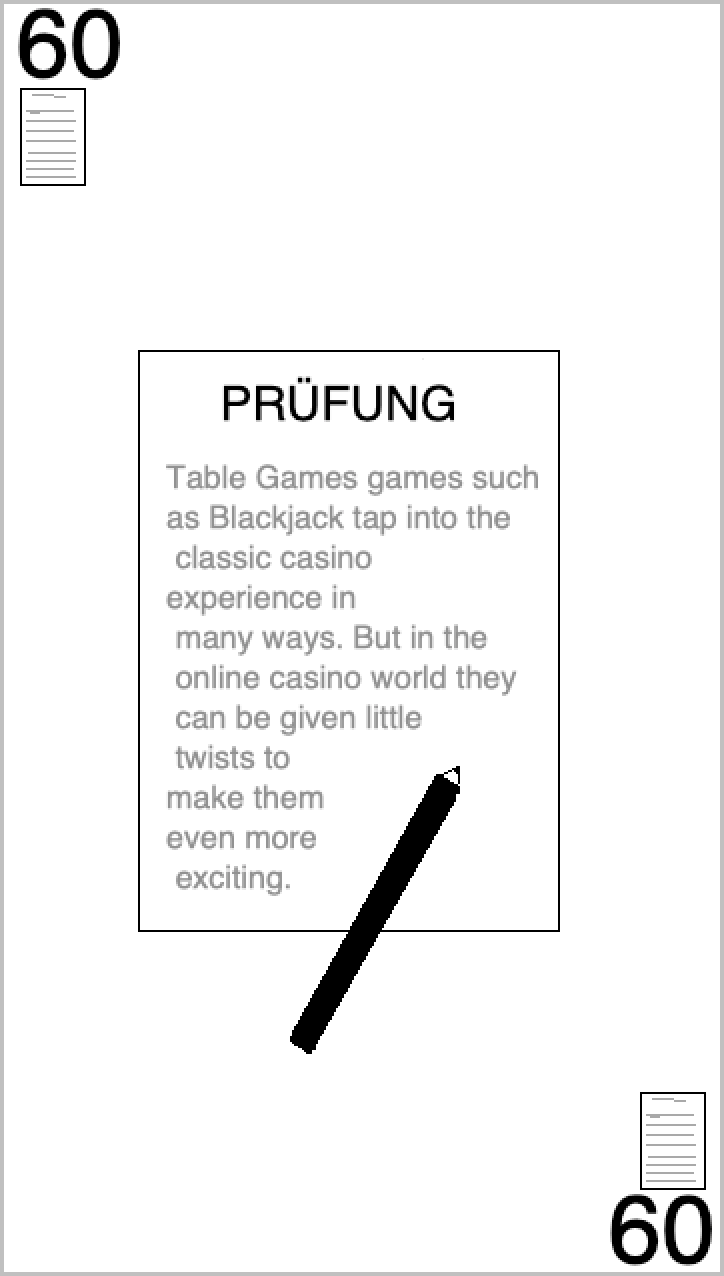 60
PRÜFUNG
Table Games games such
as Blackjack tap into the
classic casino
experience in
many ways. But in the
online casino world they
can be given little
twists to
make them
even more
exciting.
60